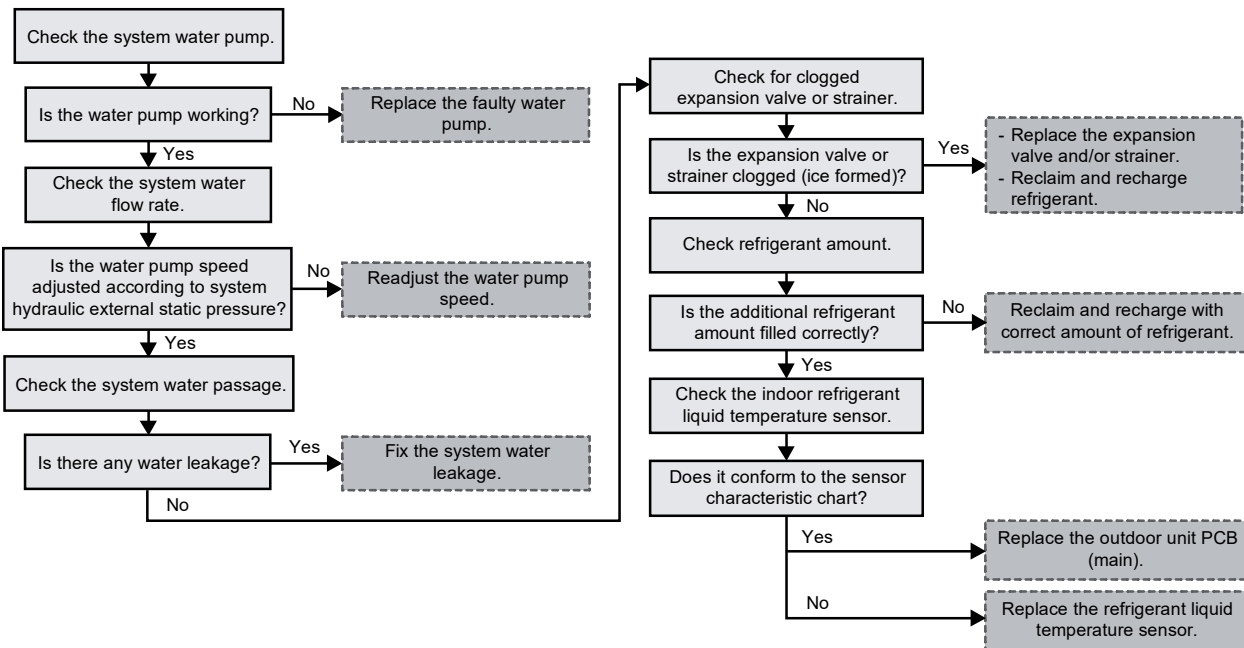 Check the system water pump.
Is the water pump working?
No
Replace the faulty water
pump.
Yes
Check the system water
flow rate.
Is the water pump speed
adjusted according to system
hydraulic external static pressure?
No
Readjust the water pump
speed.
Yes
Check the system water passage.
Is there any water leakage?
Yes
Fix the system water
leakage.
No
Check for clogged
expansion valve or strainer.
Is the expansion valve or
strainer clogged (ice formed)?
Yes
- Replace the expansion
valve and/or strainer.
- Reclaim and recharge
refrigerant.
No
Check refrigerant amount.
Is the additional refrigerant
amount filled correctly?
No
Reclaim and recharge with
correct amount of refrigerant.
Yes
Check the indoor refrigerant
liquid temperature sensor.
Does it conform to the sensor
characteristic chart?
Yes
Replace the outdoor unit PCB
(main).
No
Replace the refrigerant liquid
temperature sensor.